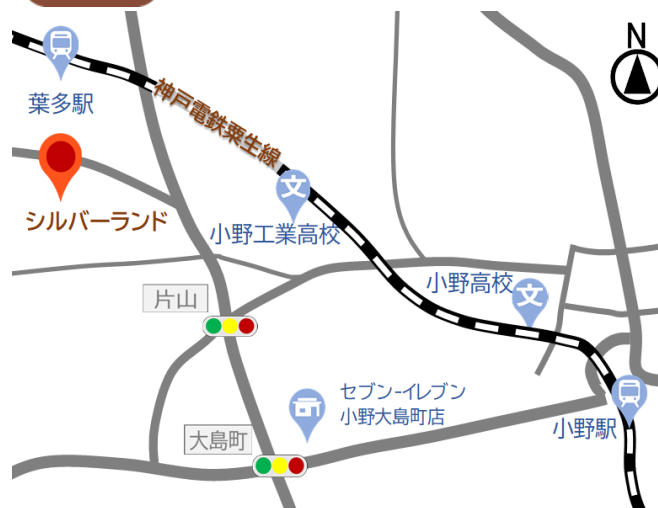 N
葉多駅
神戸電鉄粟生線
シルバーランド
文
小野工業高校
小野高校
文
片山
セブン-イレブン
小野大島町店
大島町
小野駅